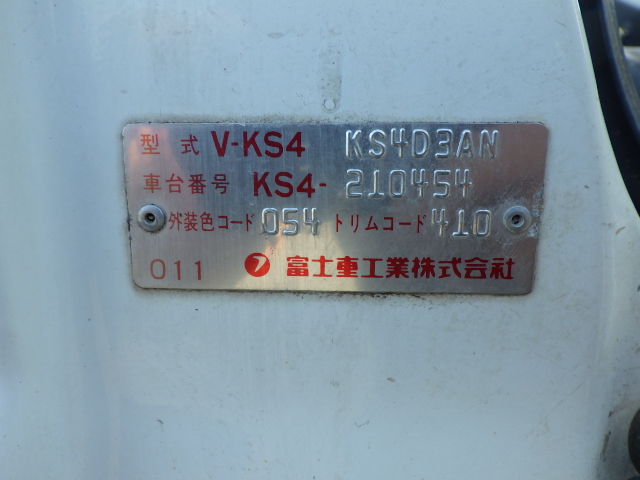 型式 V-KS4 KS4D3AN
車台番号 KS4-210454
外装色コード 054 トリムコード 410
011 フ 富士重工業株式会社